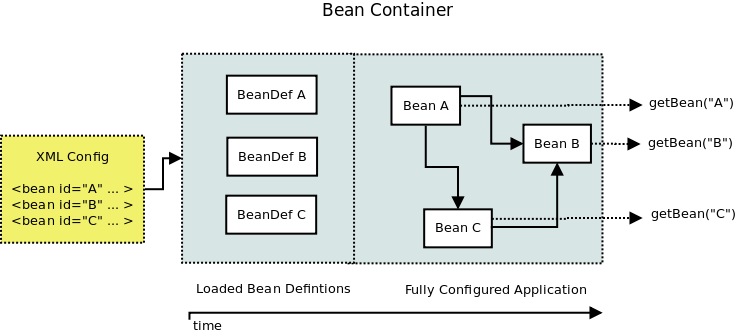 Bean Container
XML Config
<bean id="A" ... >
<bean id="B" ... >
<bean id="C" ... >
BeanDef A
BeanDef B
BeanDef C
Bean A
Bean B
Bean C
getBean("A")
getBean("B")
getBean("C")
Loaded Bean Defintions
Fully Configured Application
time